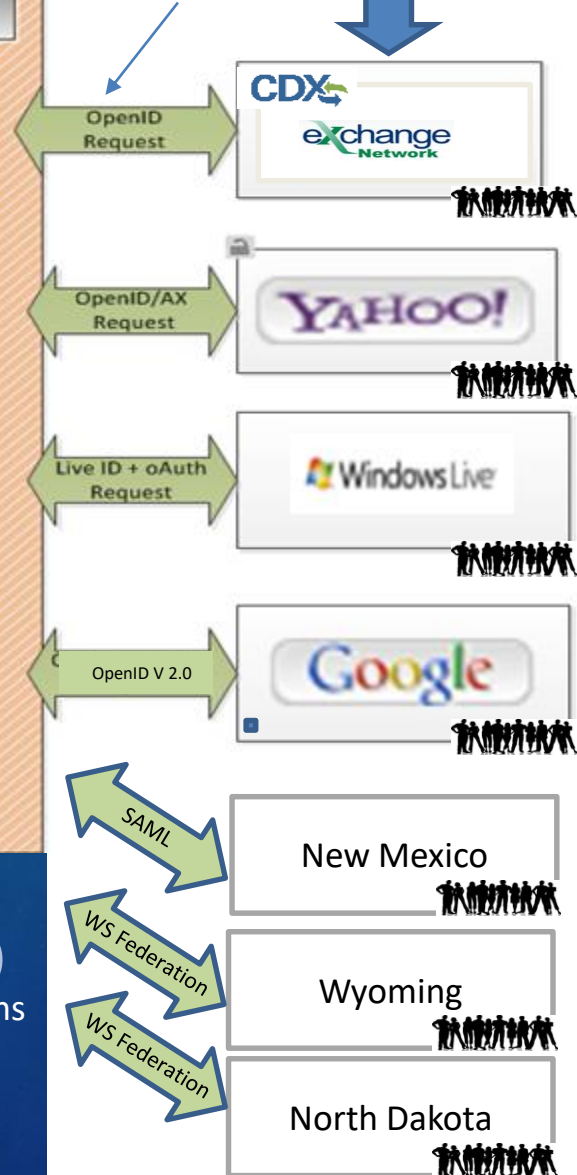 CDX
OpenID
Request
exchange
Network
OpenID/AX
Request
YAHOO!
Live ID + oAuth
Request
Windows Live
OpenID V 2.0
Google
SAML
New Mexico
WS Federation
Wyoming
ns
WS Federation
North Dakota